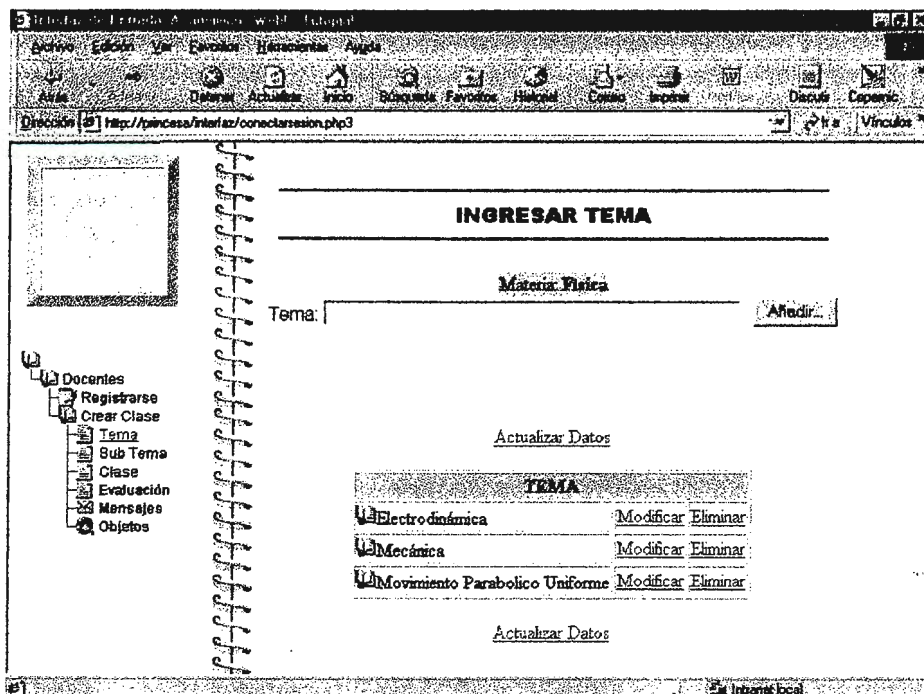 Archivo Edición Ver Favoritos Herramientas Ayuda
Atrás Detener Actualizar Inicio Búsqueda Favoritos Historial Correo Imprimir Discutir Copernic
Dirección http://princesa/interfaz/conectarsesion.php3 Ir a Vínculos
INGRESAR TEMA
Materia: Física
Tema: Añadir...
Docentes
Registrarse
Crear Clase
Tema
Sub Tema
Clase
Evaluación
Mensajes
Objetos
Actualizar Datos
TEMA
Electrodinámica Modificar Eliminar
Mecánica Modificar Eliminar
Movimiento Parabolico Uniforme Modificar Eliminar
Actualizar Datos
Intranet local